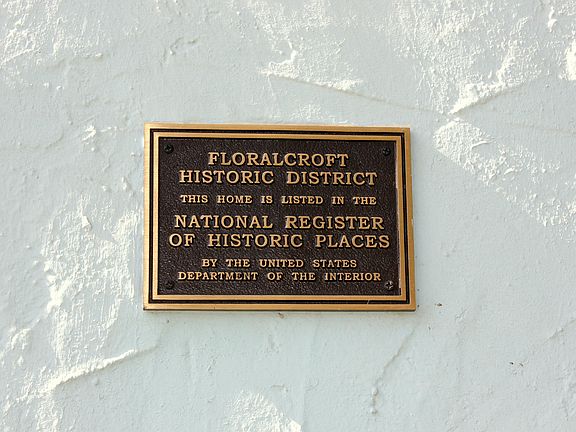 FLORALCROFT
HISTORIC DISTRICT
THIS HOME IS LISTED IN THE
NATIONAL REGISTER
OF HISTORIC PLACES
BY THE UNITED STATES
DEPARTMENT OF THE INTERIOR